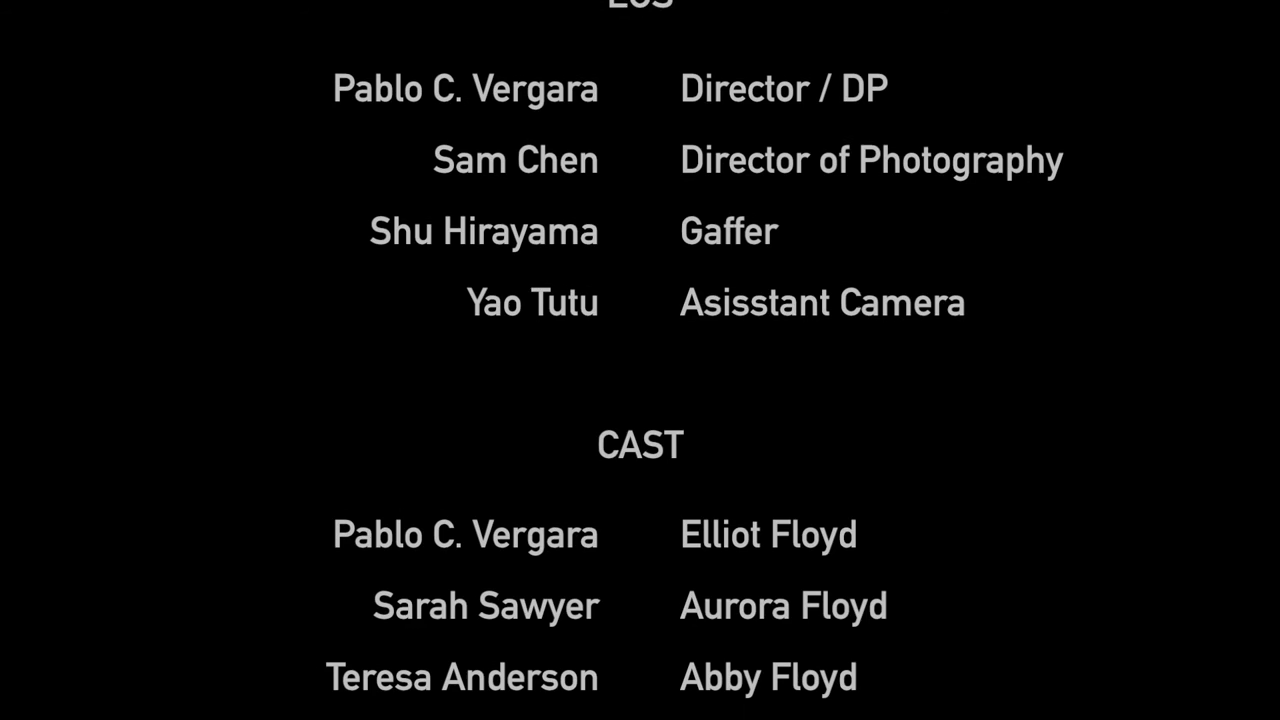 Pablo C. Vergara Director / DP
Sam Chen Director of Photography
Shu Hirayama Gaffer
Yao Tutu Asisstant Camera
CAST
Pablo C. Vergara Elliot Floyd
Sarah Sawyer Aurora Floyd
Teresa Anderson Abby Floyd